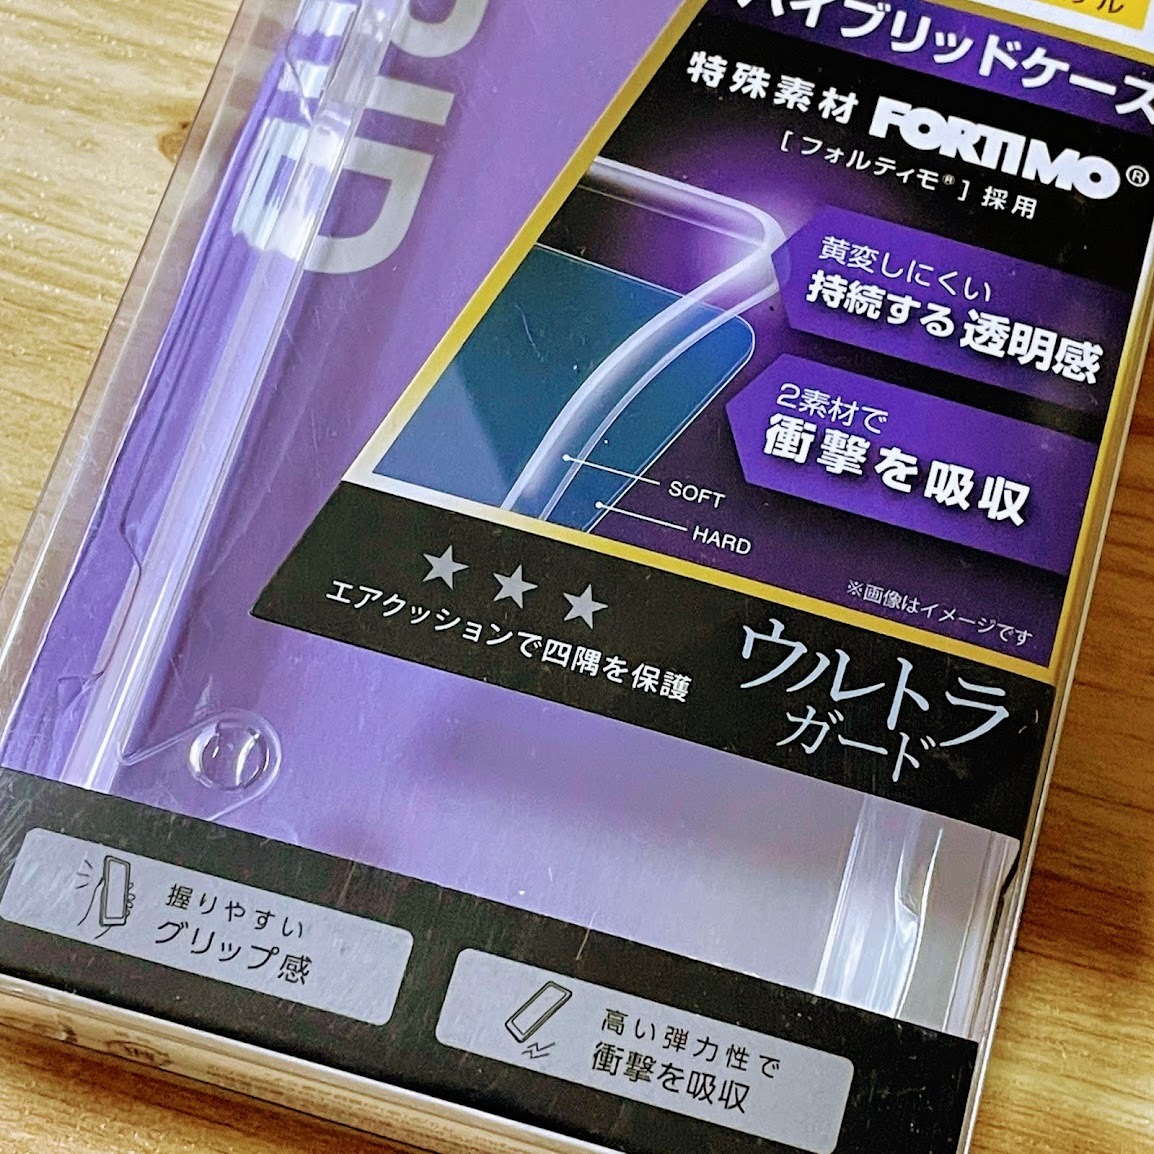 ハイブリッドケース
特殊素材 FORTIMO®
[ フォルティモ® ] 採用
黄変しにくい
持続する透明感
2素材で
衝撃を吸収
SOFT
HARD
※画像はイメージです
★ ★ ★
エアクッションで四隅を保護
ウルトラ
ガード
握りやすい
グリップ感
高い弾力性で
衝撃を吸収